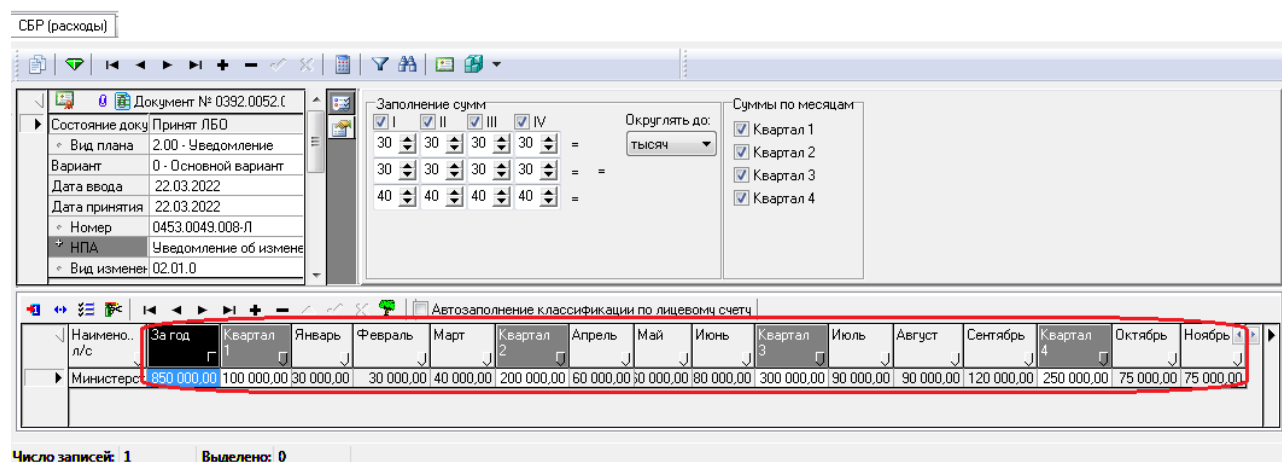 СБР (расходы)
Документ № 0392.0052.(
Состояние доку Принят ЛБО
Вид плана 2.00 - Уведомление
Вариант 0 - Основной вариант
Дата ввода 22.03.2022
Дата принятия 22.03.2022
Номер 0453.0049.008-Л
НПА Уведомление об измене
Вид изменен 02.01.0
Заполнение сумм
I II III IV
30 30 30 30 =
30 30 30 30 = =
40 40 40 40 =
Округлять до:
тысяч
Суммы по месяцам
Квартал 1
Квартал 2
Квартал 3
Квартал 4
Автозаполнение классификации по лицевому счету
Наимено.. За год Квартал Январь Февраль Март Квартал Апрель Май Июнь Квартал Июль Август Сентябрь Квартал Октябрь Ноябрь
л/с 1 2 3 4
Министерст 850 000,00 100 000,00 30 000,00 30 000,00 40 000,00 200 000,00 60 000,00 60 000,00 80 000,00 300 000,00 90 000,00 90 000,00 120 000,00 250 000,00 75 000,00 75 000,00
Число записей: 1 Выделено: 0